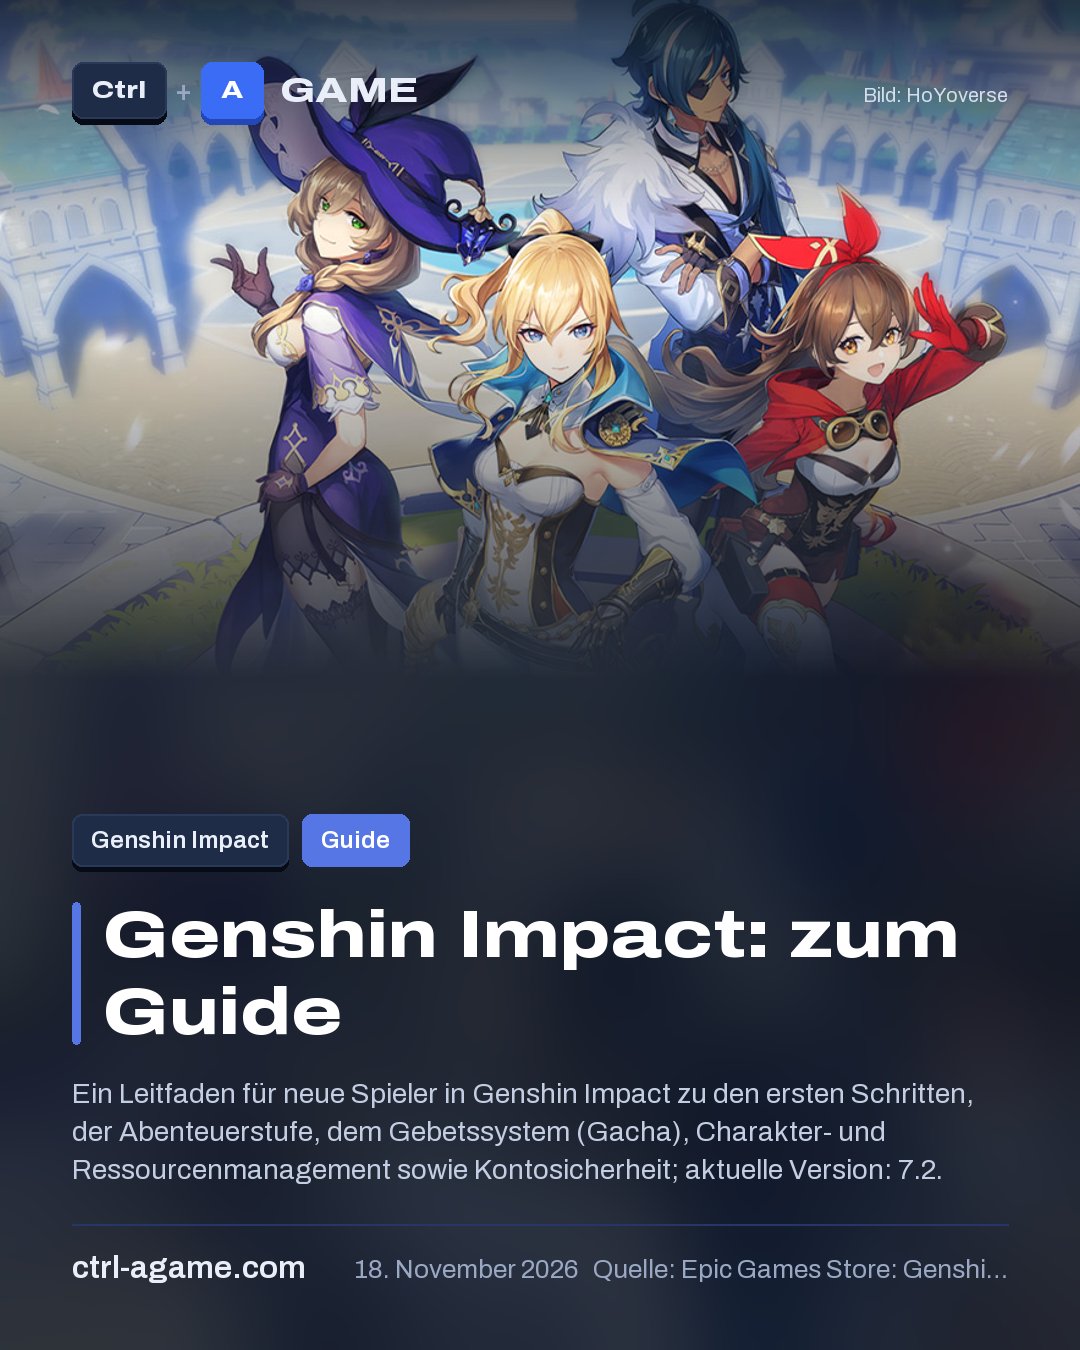 Ctrl + A GAME
Bild: HoYoverse
Genshin Impact Guide
Genshin Impact: zum
Guide
Ein Leitfaden für neue Spieler in Genshin Impact zu den ersten Schritten,
der Abenteuerstufe, dem Gebetssystem (Gacha), Charakter- und
Ressourcenmanagement sowie Kontosicherheit; aktuelle Version: 7.2.
ctrl-agame.com 18. November 2026 Quelle: Epic Games Store: Genshi...